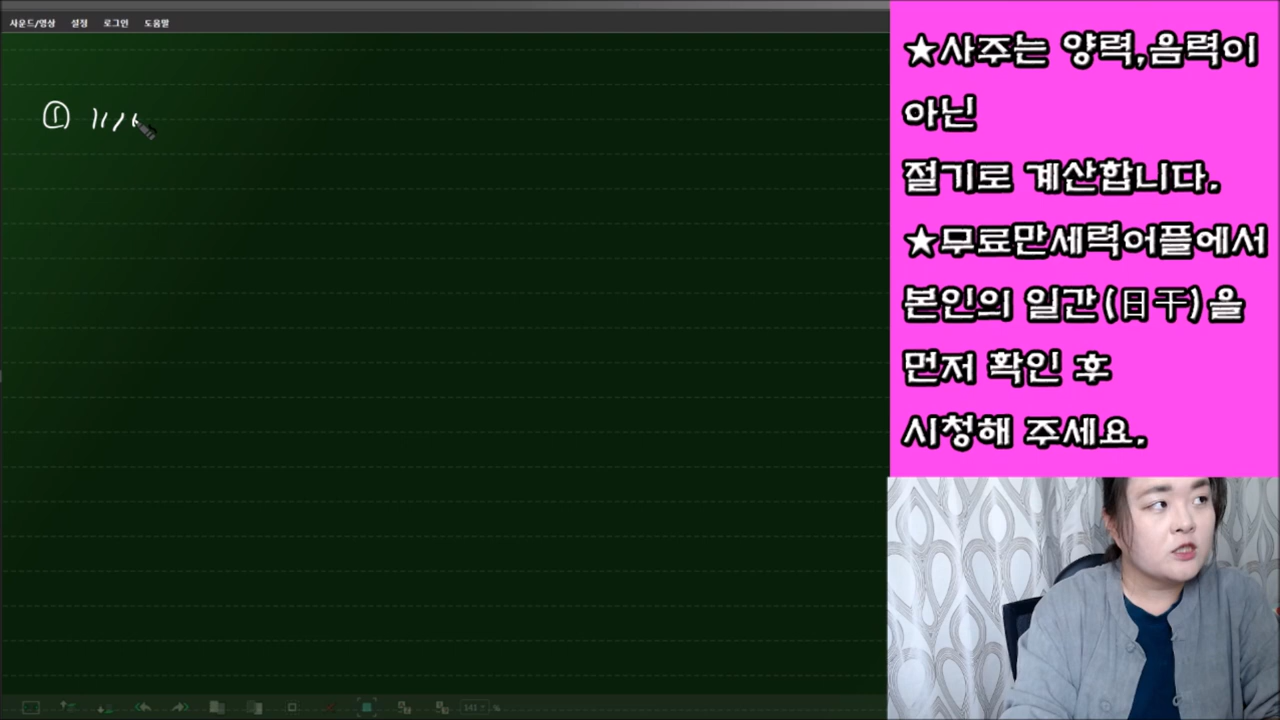 사운드/영상 설정 로그인 도움말
① 11/
★사주는 양력,음력이
아닌
절기로 계산합니다.
★무료만세력어플에서
본인의 일간(日干)을
먼저 확인 후
시청해 주세요.
143 %